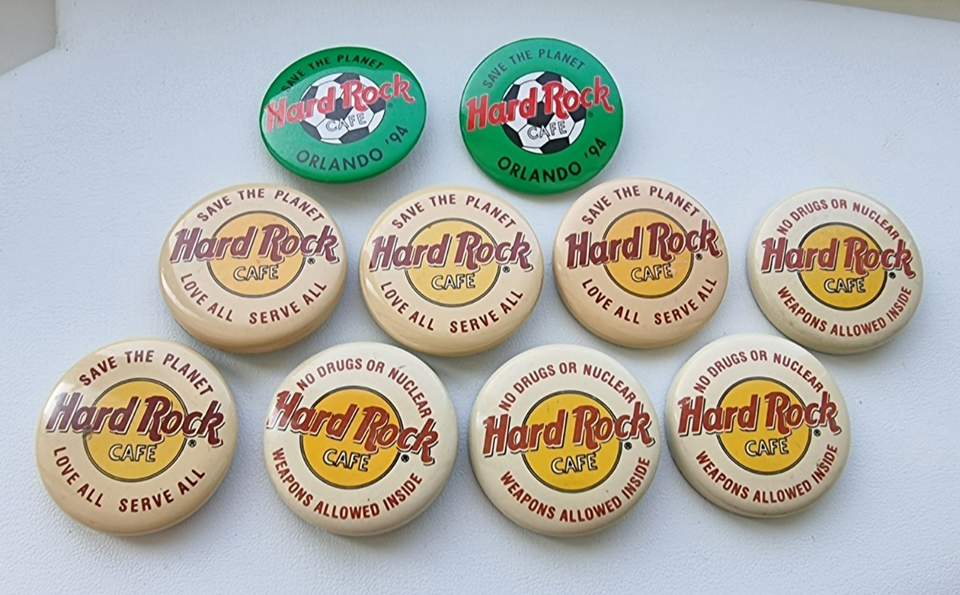 SAVE THE PLANET
Hard Rock
CAFE
ORLANDO '94
SAVE THE PLANET
Hard Rock
CAFE
ORLANDO '94
SAVE THE PLANET
Hard Rock®
CAFE
LOVE ALL SERVE ALL
SAVE THE PLANET
Hard Rock®
CAFE
LOVE ALL SERVE ALL
SAVE THE PLANET
Hard Rock®
CAFE
LOVE ALL SERVE ALL
NO DRUGS OR NUCLEAR
Hard Rock®
CAFE
WEAPONS ALLOWED INSIDE
SAVE THE PLANET
Hard Rock®
CAFE
LOVE ALL SERVE ALL
NO DRUGS OR NUCLEAR
Hard Rock®
CAFE
WEAPONS ALLOWED INSIDE
NO DRUGS OR NUCLEAR
Hard Rock®
CAFE
WEAPONS ALLOWED INSIDE
NO DRUGS OR NUCLEAR
Hard Rock®
CAFE
WEAPONS ALLOWED INSIDE